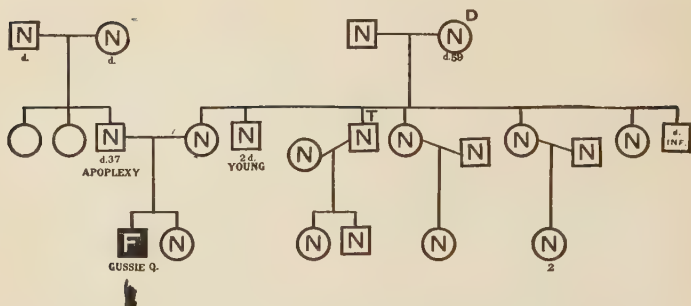 N N N N D
d. d. d.59
N N N N T N N N N N N d. INF.
d.37 2 d.
APOPLEXY YOUNG
F N N N N N
GUSSIE Q. 2